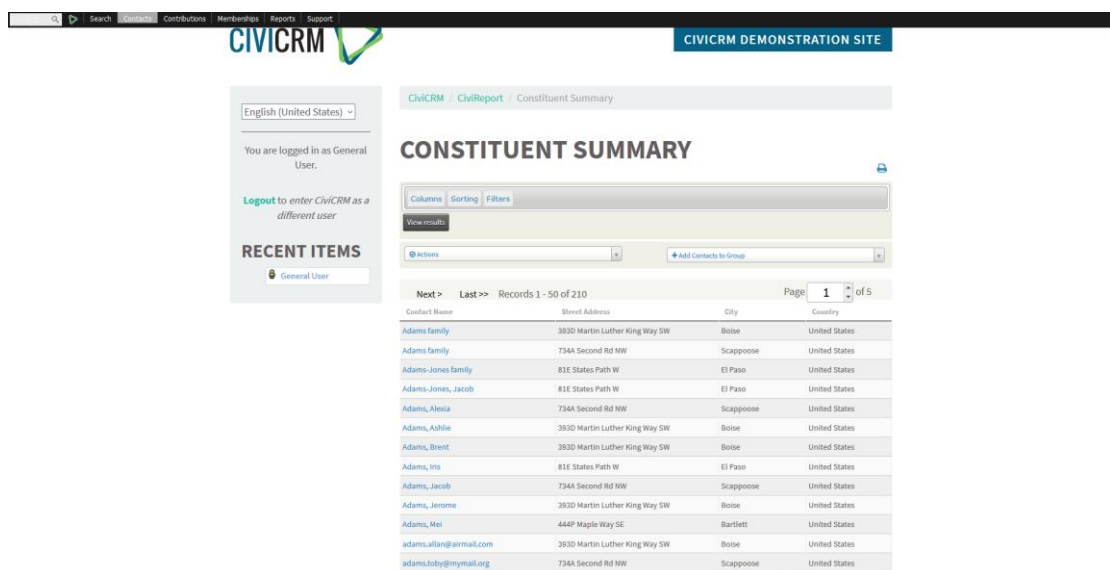 Search Contacts Contributions Memberships Reports Support
CIVICRM
CIVICRM DEMONSTRATION SITE
English (United States)
You are logged in as General
User.
Logout to enter CiviCRM as a
different user
RECENT ITEMS
General User
CiviCRM / CiviReport / Constituent Summary
CONSTITUENT SUMMARY
Columns Sorting Filters
View results
Actions
Add Contacts to Group
Next > Last >> Records 1 - 50 of 210 Page 1 of 5
Contact Name Street Address City Country
Adams family 393D Martin Luther King Way SW Boise United States
Adams family 734A Second Rd NW Scappoose United States
Adams-Jones family 81E States Path W El Paso United States
Adams-Jones, Jacob 81E States Path W El Paso United States
Adams, Alexia 734A Second Rd NW Scappoose United States
Adams, Ashlie 393D Martin Luther King Way SW Boise United States
Adams, Brent 393D Martin Luther King Way SW Boise United States
Adams, Iris 81E States Path W El Paso United States
Adams, Jacob 734A Second Rd NW Scappoose United States
Adams, Jerome 393D Martin Luther King Way SW Boise United States
Adams, Mei 444P Maple Way SE Bartlett United States
adams.allan@airmail.com 393D Martin Luther King Way SW Boise United States
adams.toby@mymail.org 734A Second Rd NW Scappoose United States